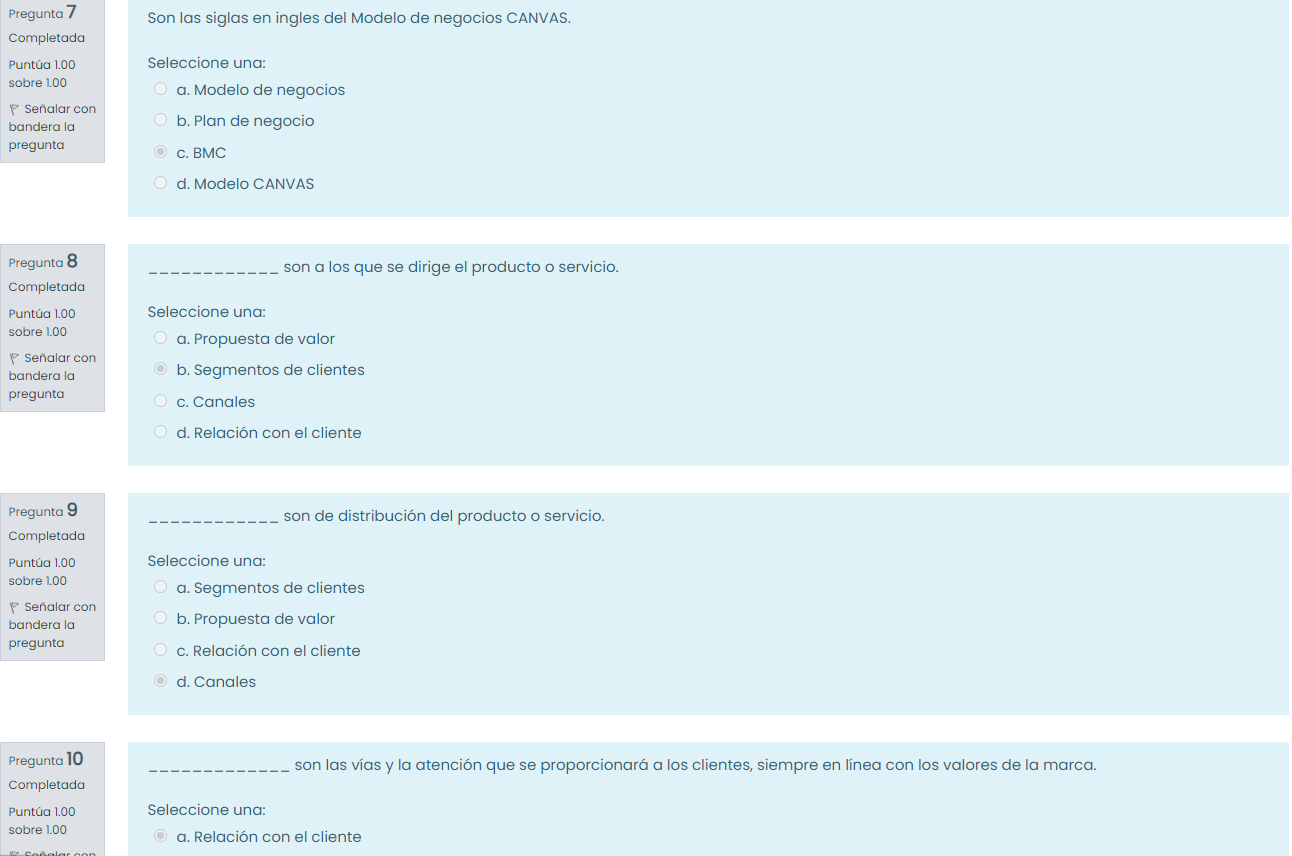 Pregunta 7
Completada
Puntúa 1.00
sobre 1.00
Señalar con
bandera la
pregunta
Son las siglas en ingles del Modelo de negocios CANVAS.
Seleccione una:
a. Modelo de negocios
b. Plan de negocio
c. BMC
d. Modelo CANVAS
Pregunta 8
Completada
Puntúa 1.00
sobre 1.00
Señalar con
bandera la
pregunta
____________ son a los que se dirige el producto o servicio.
Seleccione una:
a. Propuesta de valor
b. Segmentos de clientes
c. Canales
d. Relación con el cliente
Pregunta 9
Completada
Puntúa 1.00
sobre 1.00
Señalar con
bandera la
pregunta
____________ son de distribución del producto o servicio.
Seleccione una:
a. Segmentos de clientes
b. Propuesta de valor
c. Relación con el cliente
d. Canales
Pregunta 10
Completada
Puntúa 1.00
sobre 1.00
Señalar con
_____________ son las vías y la atención que se proporcionará a los clientes, siempre en línea con los valores de la marca.
Seleccione una:
a. Relación con el cliente